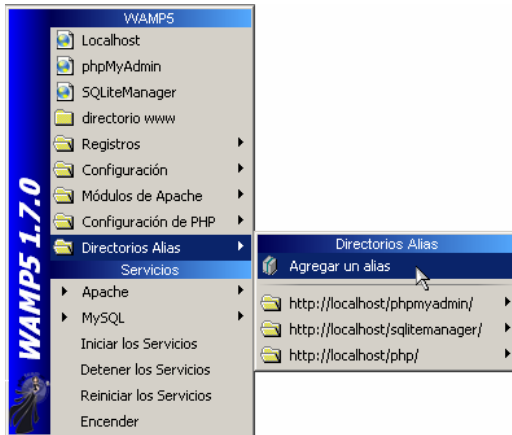 WAMP5
Localhost
phpMyAdmin
SQLiteManager
directorio www
Registros
Configuración
Módulos de Apache
Configuración de PHP
Directorios Alias
Servicios
Apache
MySQL
Iniciar los Servicios
Detener los Servicios
Reiniciar los Servicios
Encender
WAMP5 1.7.0
Directorios Alias
Agregar un alias
http://localhost/phpmyadmin/
http://localhost/sqlitemanager/
http://localhost/php/